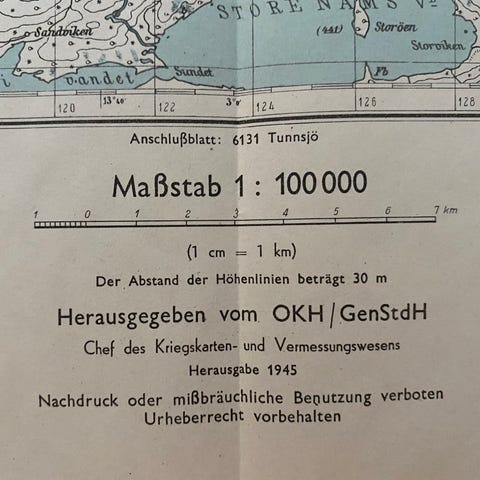 STORE NAMS Vn
Sandviken
(441)
Storöen
Storviken
vandet
Sundet
Fb
120
13°40'
122
3°0'
124
126
128
Anschlußblatt: 6131 Tunnsjö
Maßstab 1 : 100 000
1 0 1 2 3 4 5 6 7 km
(1 cm = 1 km)
Der Abstand der Höhenlinien beträgt 30 m
Herausgegeben vom OKH/GenStdH
Chef des Kriegskarten- und Vermessungswesens
Herausgabe 1945
Nachdruck oder mißbräuchliche Benutzung verboten
Urheberrecht vorbehalten